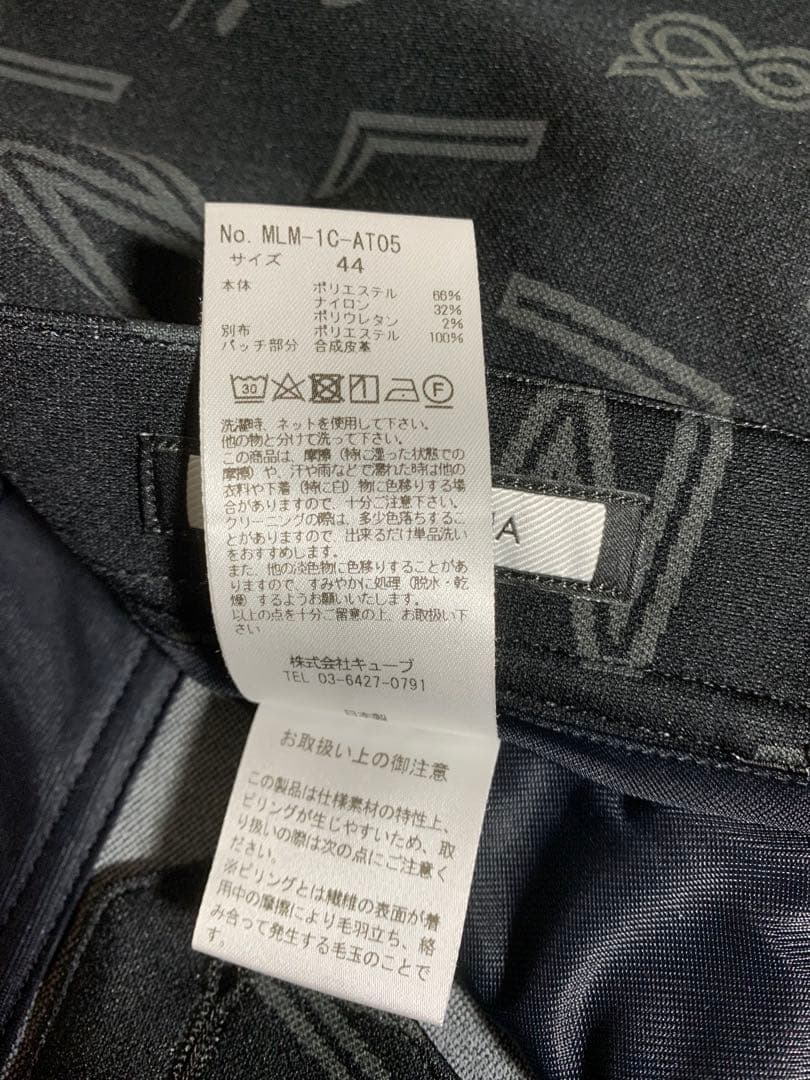 No. MLM-1C-AT05
サイズ 44
本体 ポリエステル 66%
ナイロン 32%
ポリウレタン 2%
別布 ポリエステル 100%
パッチ部分 合成皮革
30 1 F
洗濯時、ネットを使用して下さい。
他の物と分けて洗って下さい。
この商品は、摩擦（特に湿った状態での
摩擦）や、汗や雨などで濡れた時は他の
衣料や下着（特に白）物に色移りする場
合がありますので、十分ご注意下さい。
クリーニングの際は、多少色落ちするこ
とがありますので、出来るだけ単品洗い
をおすすめします。
また、他の淡色物に色移りすることがあ
りますので、すみやかに処理（脱水・乾
燥）するようお願いいたします。
以上の点を十分ご留意の上、お取扱い下
さい
株式会社キューブ
TEL 03-6427-0791
日本製
お取扱い上の御注意
この製品は仕様素材の特性上、
ピリングが生じやすいため、取
り扱いの際は次の点にご注意く
ださい。
※ピリングとは繊維の表面が着
用中の摩擦により毛羽立ち、絡
み合って発生する毛玉のことで
す。
A